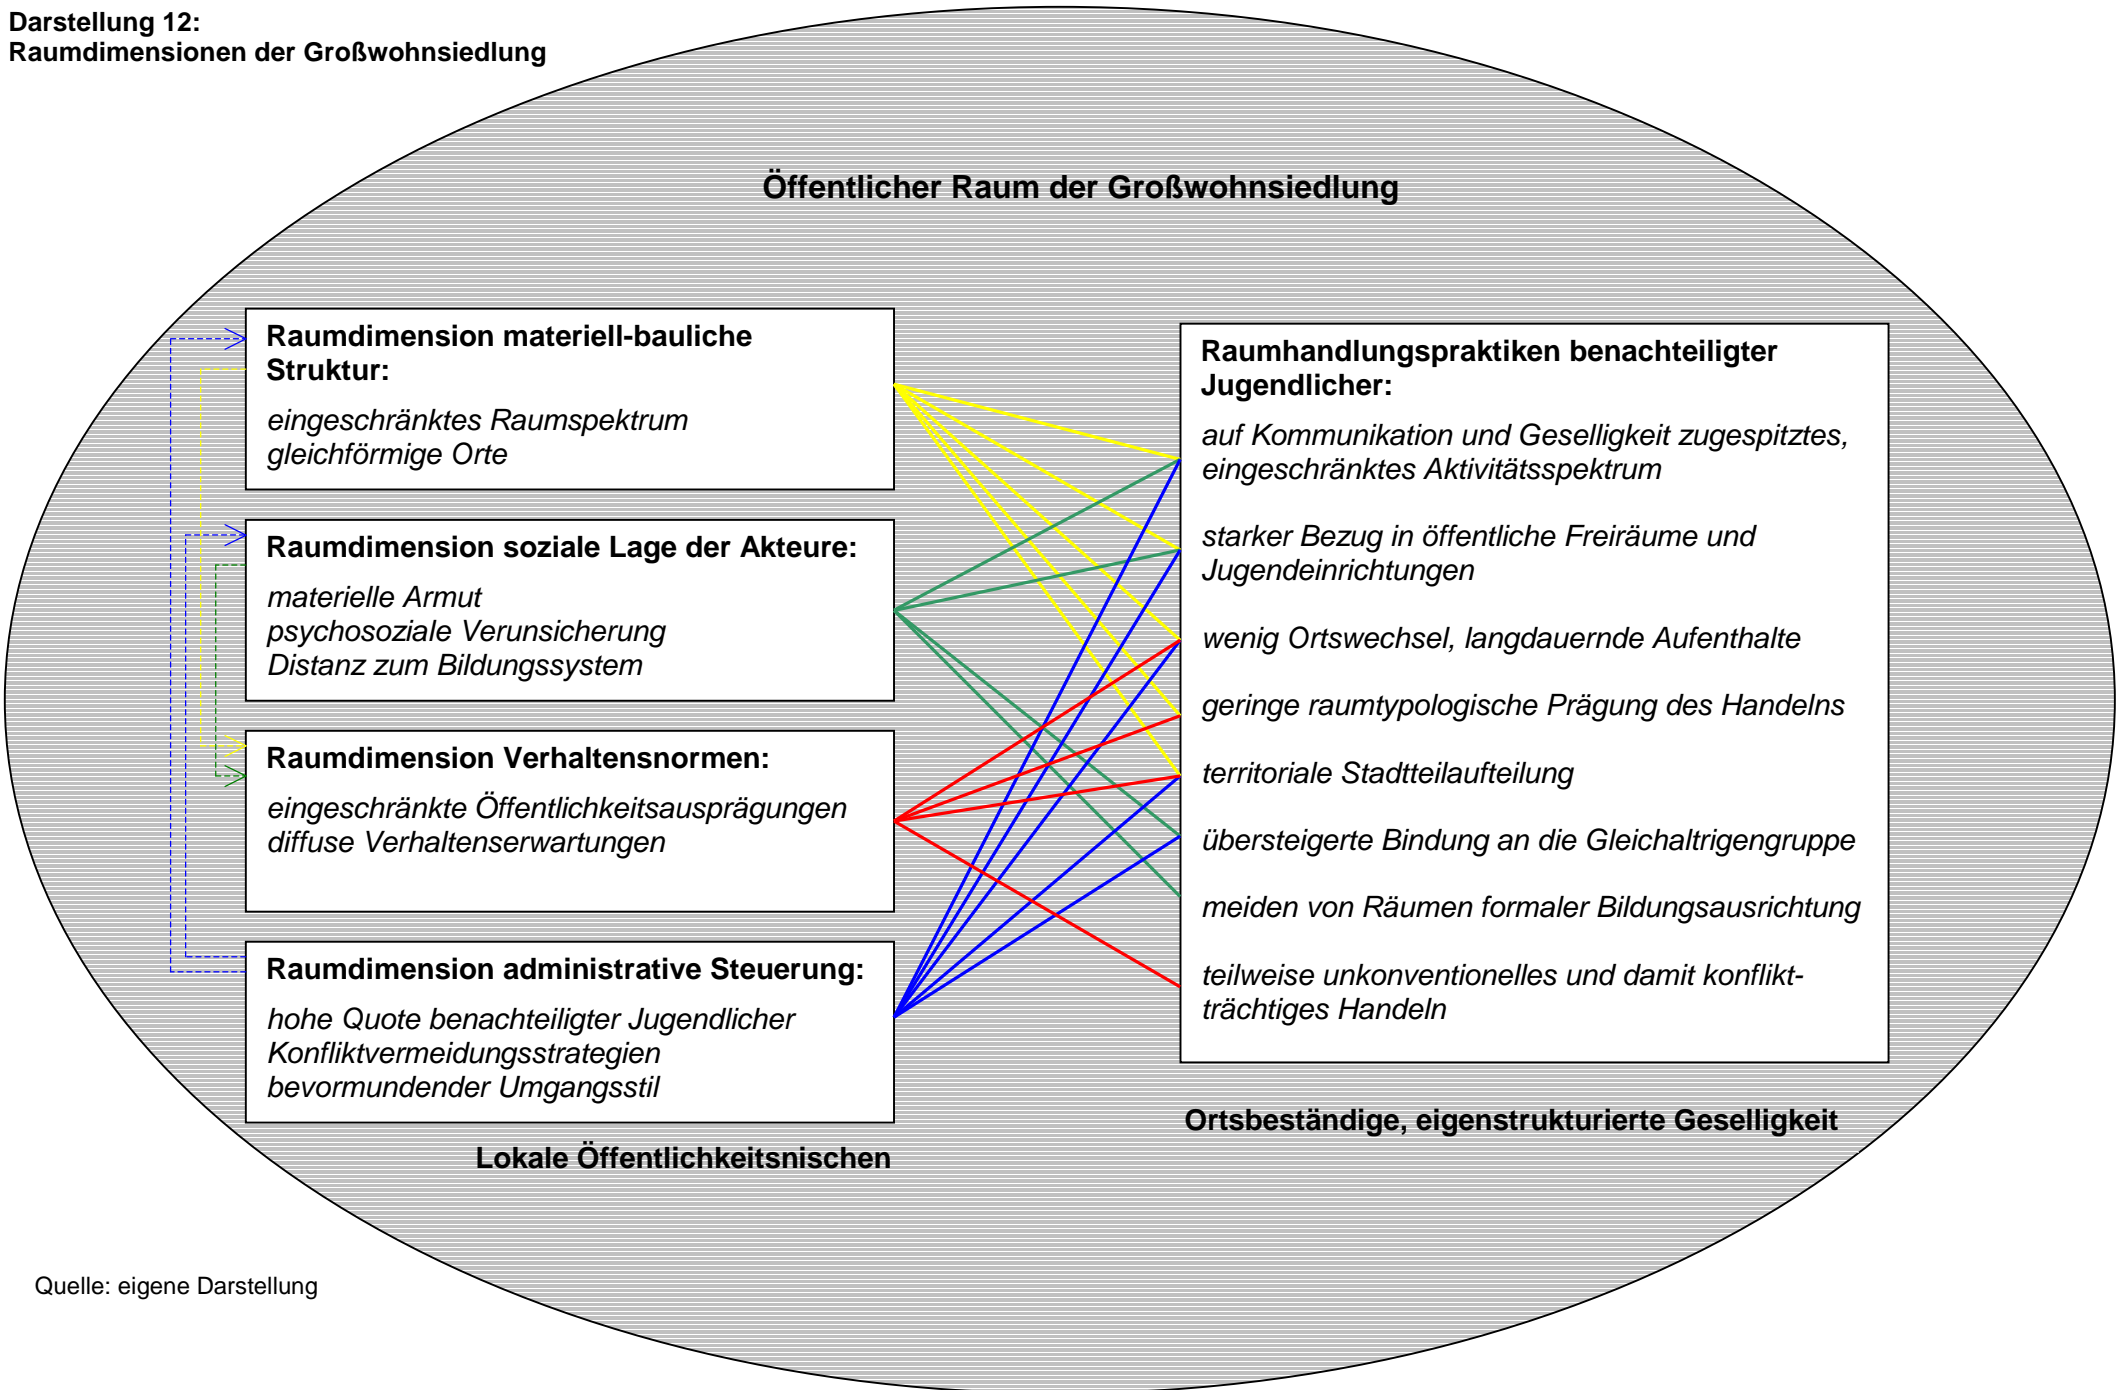 Darstellung 12:
Raumdimensionen der Großwohnsiedlung
Öffentlicher Raum der Großwohnsiedlung
Raumdimension materiell-bauliche
Struktur:
eingeschränktes Raumspektrum
gleichförmige Orte
Raumdimension soziale Lage der Akteure:
materielle Armut
psychosoziale Verunsicherung
Distanz zum Bildungssystem
Raumdimension Verhaltensnormen:
eingeschränkte Öffentlichkeitsausprägungen
diffuse Verhaltenserwartungen
Raumdimension administrative Steuerung:
hohe Quote benachteiligter Jugendlicher
Konfliktvermeidungsstrategien
bevormundender Umgangsstil
Lokale Öffentlichkeitsnischen
Raumhandlungspraktiken benachteiligter
Jugendlicher:
auf Kommunikation und Geselligkeit zugespitztes,
eingeschränktes Aktivitätsspektrum
starker Bezug in öffentliche Freiräume und
Jugendeinrichtungen
wenig Ortswechsel, langdauernde Aufenthalte
geringe raumtypologische Prägung des Handelns
territoriale Stadtteilaufteilung
übersteigerte Bindung an die Gleichaltrigengruppe
meiden von Räumen formaler Bildungsausrichtung
teilweise unkonventionelles und damit konflikt-
trächtiges Handeln
Ortsbeständige, eigenstrukturierte Geselligkeit
Quelle: eigene Darstellung